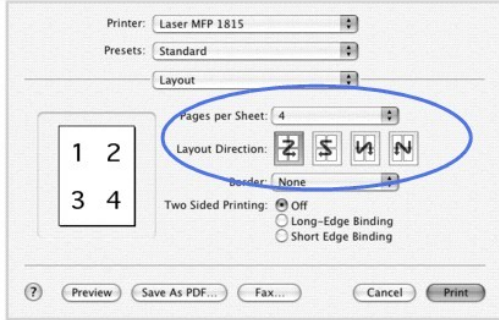 Printer: Laser MFP 1815
Presets: Standard
Layout
Pages per Sheet: 4
Layout Direction:
Border: None
Two Sided Printing: Off
Long-Edge Binding
Short Edge Binding
1 2
3 4
? Preview Save As PDF... Fax... Cancel Print